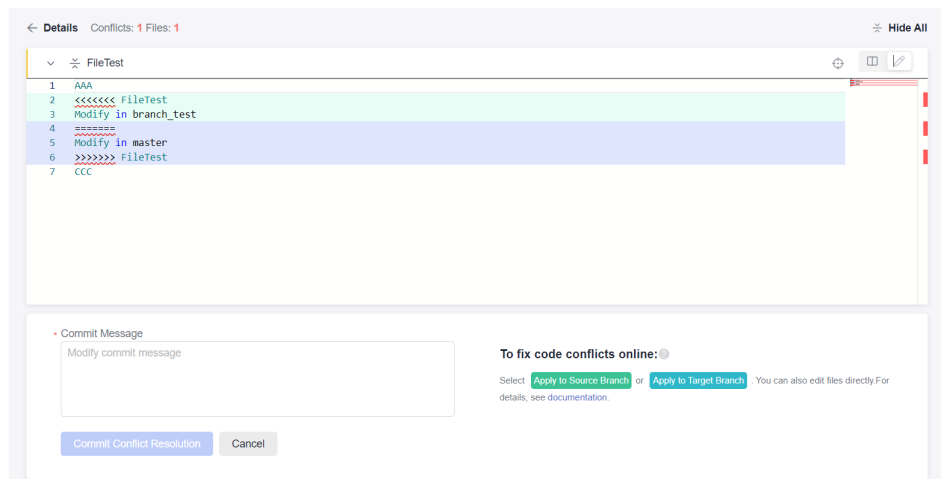 Details Conflicts: 1 Files: 1 Hide All
FileTest
1 AAA
2 <<<<<<< FileTest
3 Modify in branch_test
4 =======
5 Modify in master
6 >>>>>>> FileTest
7 CCC
* Commit Message
Modify commit message
To fix code conflicts online:
Select Apply to Source Branch or Apply to Target Branch . You can also edit files directly.For
details, see documentation.
Commit Conflict Resolution Cancel